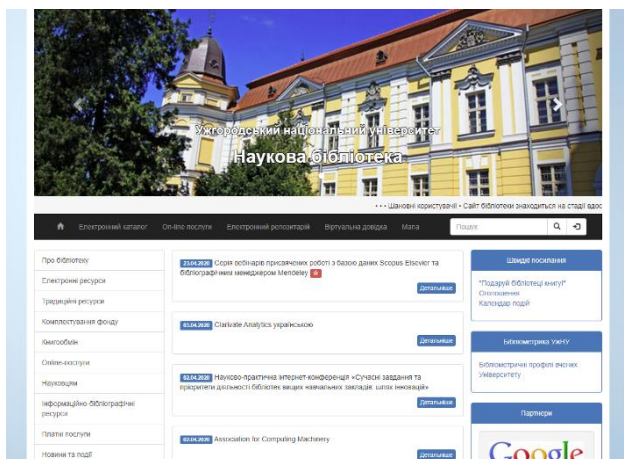 Ужгородський національний університет
Наукова бібліотека
• • • Шановні користувачі • Сайт бібліотеки знаходиться на стадії вдос
Електронний каталог On-line послуги Електронний репозитарій Віртуальна довідка Мапа Пошук
Про бібліотеку
Електронні ресурси
Традиційні ресурси
Комплектування фонду
Книгообмін
Online-послуги
Науковцям
Інформаційно-бібліографічні
ресурси
Платні послуги
Новини та події
23.04.2020 Серія вебінарів присвячених роботі з базою даних Scopus Elsevier та
бібліографічним менеджером Mendeley
Детальніше
03.04.2020 Clarivate Analytics українською
Детальніше
02.04.2020 Науково-практична інтернет-конференція «Сучасні завдання та
пріоритети діяльності бібліотек вищих навчальних закладів: шлях інновацій»
Детальніше
02.04.2020 Association for Computing Machinery
Детальніше
Швидкі посилання
"Подаруй бібліотеці книгу!"
Оголошення
Календар подій
Бібліометрика УжНУ
Бібліометричні профілі вчених
Університету
Партнери
Google